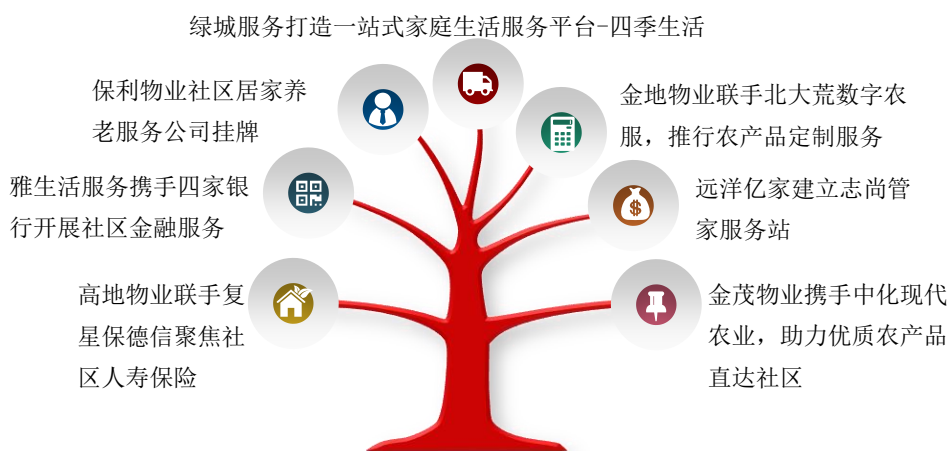 绿城服务打造一站式家庭生活服务平台-四季生活
保利物业社区居家养
老服务公司挂牌
金地物业联手北大荒数字农
服，推行农产品定制服务
雅生活服务携手四家银
行开展社区金融服务
远洋亿家建立志尚管
家服务站
高地物业联手复
星保德信聚焦社
区人寿保险
金茂物业携手中化现代
农业，助力优质农产品
直达社区